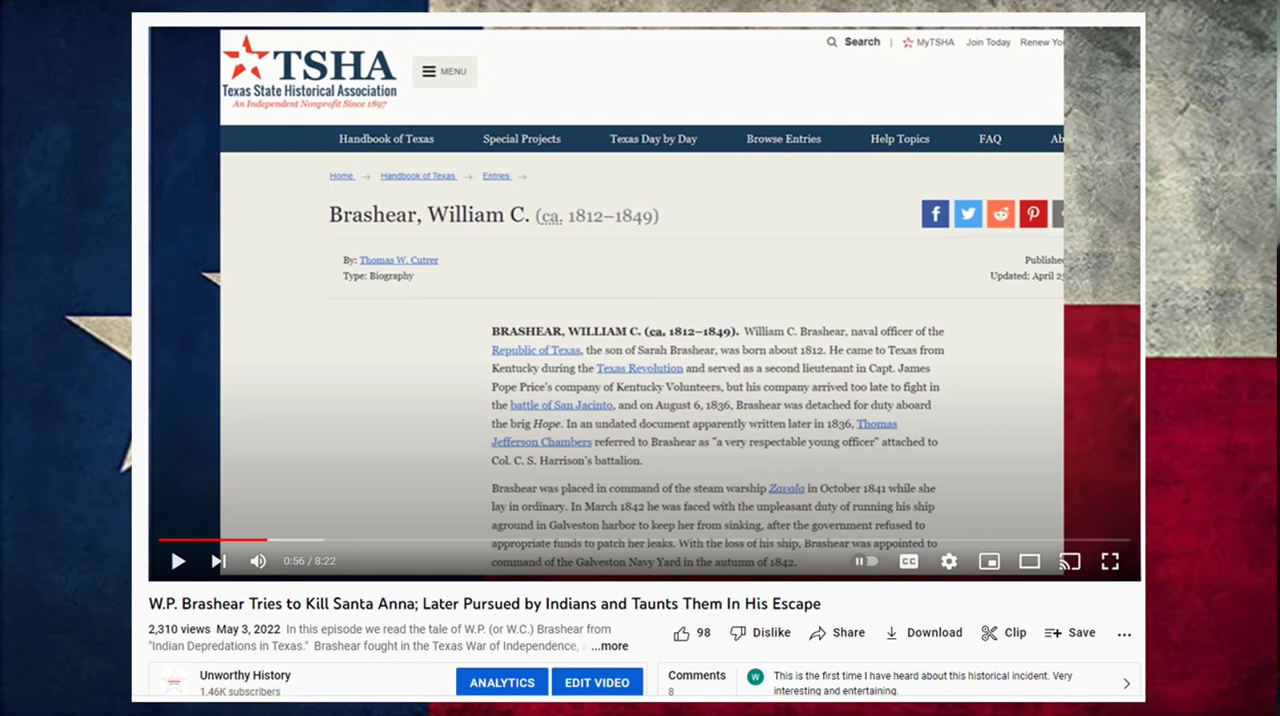 TSHA
Texas State Historical Association
An Independent Nonprofit Since 1897
MENU
Search | MyTSHA Join Today Renew
Handbook of Texas Special Projects Texas Day by Day Browse Entries Help Topics FAQ
Home → Handbook of Texas → Entries →
Brashear, William C. (ca. 1812–1849)
By: Thomas W. Cutrer
Type: Biography
Updated: April
BRASHEAR, WILLIAM C. (ca. 1812–1849). William C. Brashear, naval officer of the
Republic of Texas, the son of Sarah Brashear, was born about 1812. He came to Texas from
Kentucky during the Texas Revolution and served as a second lieutenant in Capt. James
Pope Price's company of Kentucky Volunteers, but his company arrived too late to fight in
the battle of San Jacinto, and on August 6, 1836, Brashear was detached for duty aboard
the brig Hope. In an undated document apparently written later in 1836, Thomas
Jefferson Chambers referred to Brashear as "a very respectable young officer" attached to
Col. C. S. Harrison's battalion.
Brashear was placed in command of the steam warship Zavala in October 1841 while she
lay in ordinary. In March 1842 he was faced with the unpleasant duty of running his ship
aground in Galveston harbor to keep her from sinking, after the government refused to
appropriate funds to patch her leaks. With the loss of his ship, Brashear was appointed to
command of the Galveston Navy Yard in the autumn of 1842.
0:56 / 8:22
CC
W.P. Brashear Tries to Kill Santa Anna; Later Pursued by Indians and Taunts Them In His Escape
2,310 views May 3, 2022 In this episode we read the tale of W.P. (or W.C.) Brashear from
"Indian Depredations in Texas." Brashear fought in the Texas War of Independence, ...more
98 Dislike Share Download Clip Save ...
Unworthy History
1.46K subscribers
ANALYTICS
EDIT VIDEO
Comments
8
W
This is the first time I have heard about this historical incident. Very
interesting and entertaining.